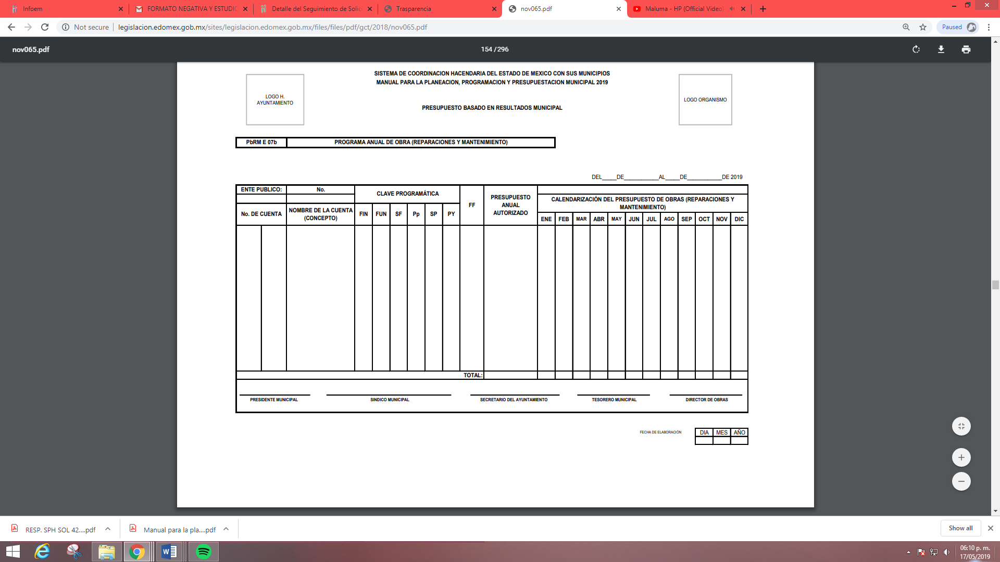 Infoem
FORMATO NEGATIVA Y ESTUDIO
Detalle del Seguimiento de Solic
Trasparencia
nov065.pdf
Maluma - HP (Official Video)
Not secure
legislacion.edomex.gob.mx/sites/legislacion.edomex.gob.mx/files/files/pdf/gct/2018/nov065.pdf
Paused
nov065.pdf
154 / 296
SISTEMA DE COORDINACION HACENDARIA DEL ESTADO DE MEXICO CON SUS MUNICIPIOS
MANUAL PARA LA PLANEACION, PROGRAMACION Y PRESUPUESTACION MUNICIPAL 2019
LOGO H.
AYUNTAMIENTO
LOGO ORGANISMO
PRESUPUESTO BASADO EN RESULTADOS MUNICIPAL
PbRM E 07b PROGRAMA ANUAL DE OBRA (REPARACIONES Y MANTENIMIENTO)
DEL_____DE____________AL_____DE____________DE 2019
ENTE PUBLICO: No.
CLAVE PROGRAMÁTICA
FF
PRESUPUESTO
ANUAL
AUTORIZADO
CALENDARIZACIÓN DEL PRESUPUESTO DE OBRAS (REPARACIONES Y
MANTENIMIENTO)
No. DE CUENTA
NOMBRE DE LA CUENTA
(CONCEPTO)
FIN FUN SF Pp SP PY
ENE FEB MAR ABR MAY JUN JUL AGO SEP OCT NOV DIC
TOTAL:
PRESIDENTE MUNICIPAL SINDICO MUNICIPAL SECRETARIO DEL AYUNTAMIENTO TESORERO MUNICIPAL DIRECTOR DE OBRAS
FECHA DE ELABORACIÓN
DIA MES AÑO
RESP. SPH SOL 42....pdf
Manual para la pla....pdf
Show all
06:10 p. m.
17/05/2019